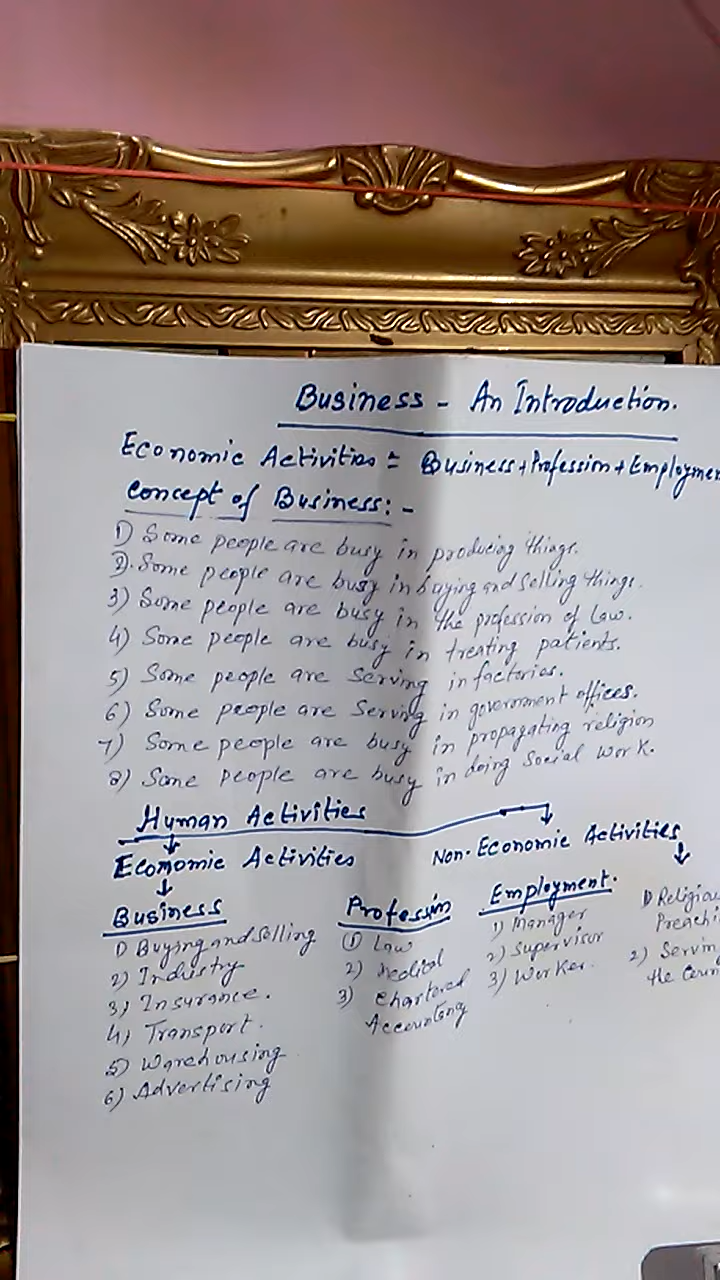 Business - An Introduction.
Economic Activities = Business + Profession + Employmen
Concept of Business: -
1) Some people are busy in producing things.
2). Some people are busy in buying and selling things.
3) Some people are busy in the profession of Law.
4) Some people are busy in treating patients.
5) Some people are serving in factories.
6) Some people are serving in government offices.
7) Some people are busy in propagating religion
8) Some people are busy in doing social work.
Human Activities
Economic Activities
Non-Economic Activities
Business
1) Buying and selling
2) Industry
3) Insurance.
4) Transport.
5) Warehousing
6) Advertising
Profession
1) Law
2) Medical
3) Chartered
Accounting
Employment.
1) Manager
2) Supervisor
3) Worker.
1) Religiou
Preachi
2) Servin
the Coun